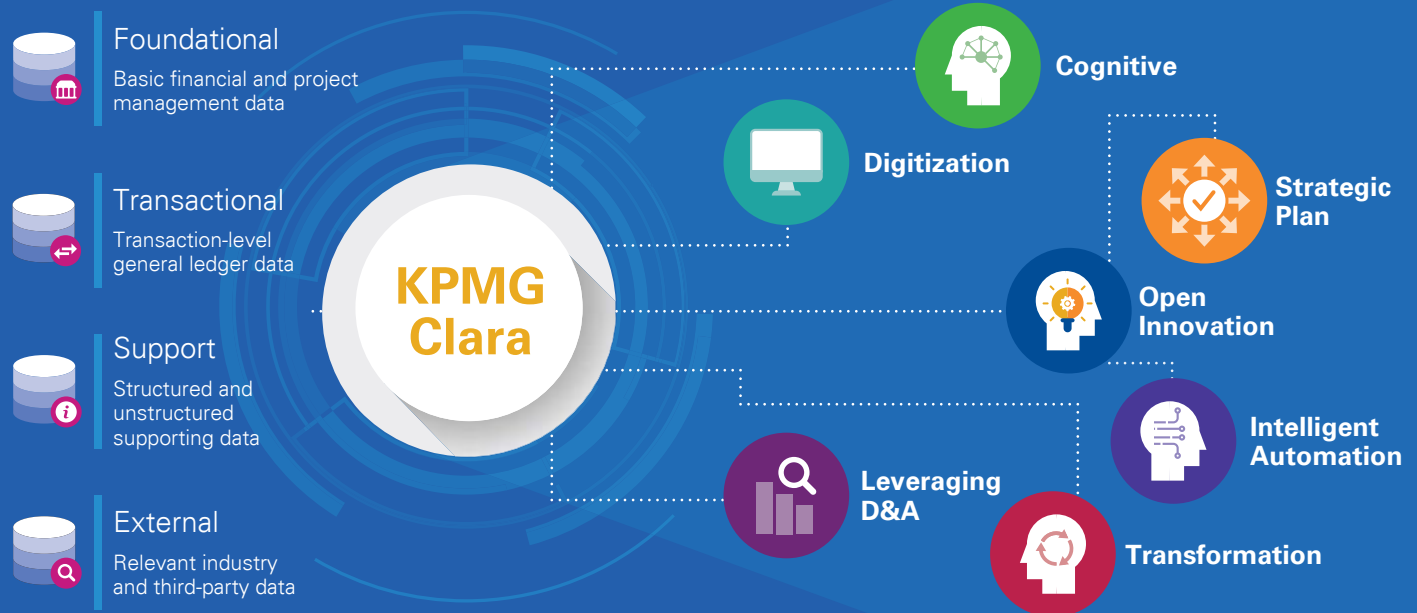 Foundational
Basic financial and project
management data
Transactional
Transaction-level
general ledger data
Support
Structured and
unstructured
supporting data
External
Relevant industry
and third-party data
KPMG
Clara
Cognitive
Digitization
Strategic
Plan
Open
Innovation
Intelligent
Automation
Leveraging
D&A
Transformation